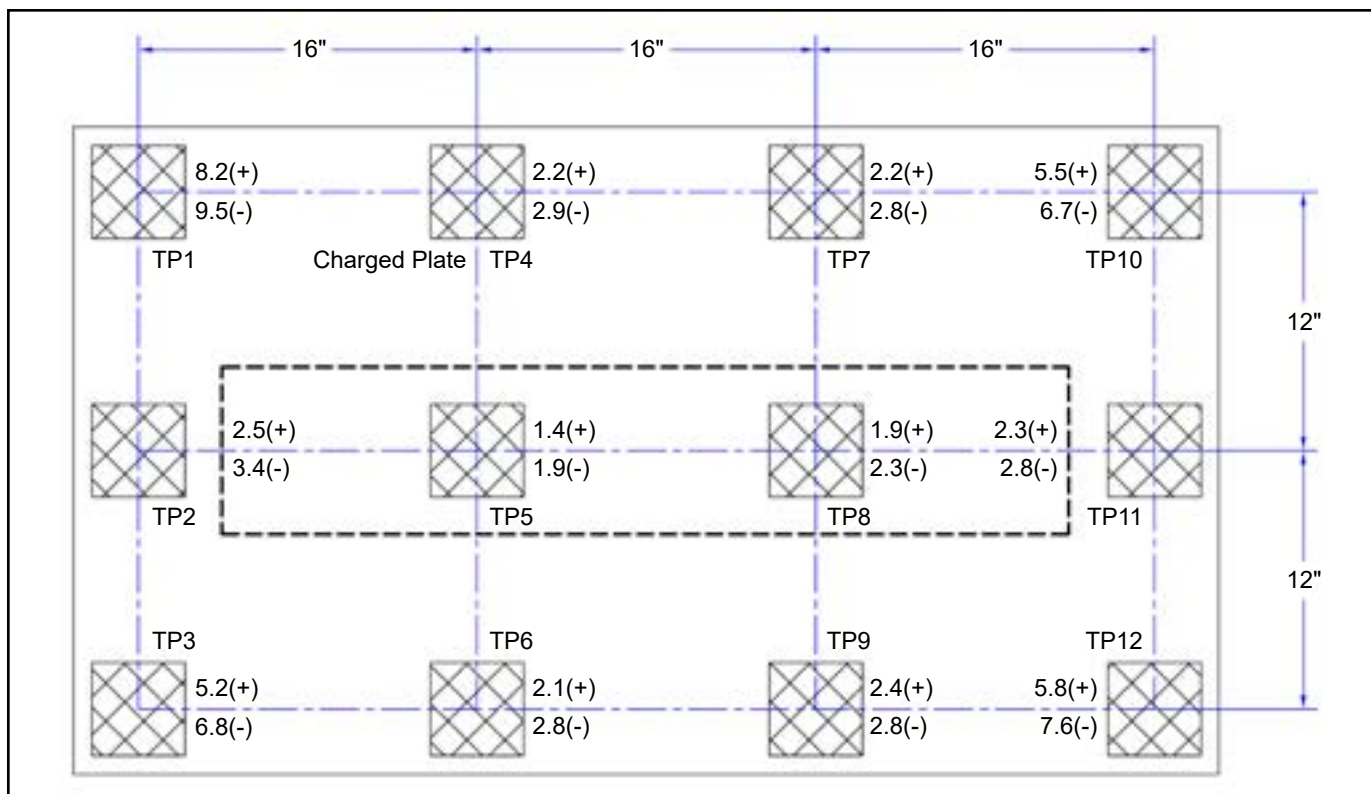 16" 16" 16"
8.2(+) 2.2(+) 2.2(+) 5.5(+)
9.5(-) 2.9(-) 2.8(-) 6.7(-)
TP1 Charged Plate TP4 TP7 TP10
12"
2.5(+) 1.4(+) 1.9(+) 2.3(+)
3.4(-) 1.9(-) 2.3(-) 2.8(-)
TP2 TP5 TP8 TP11
12"
TP3 TP6 TP9 TP12
5.2(+) 2.1(+) 2.4(+) 5.8(+)
6.8(-) 2.8(-) 2.8(-) 7.6(-)